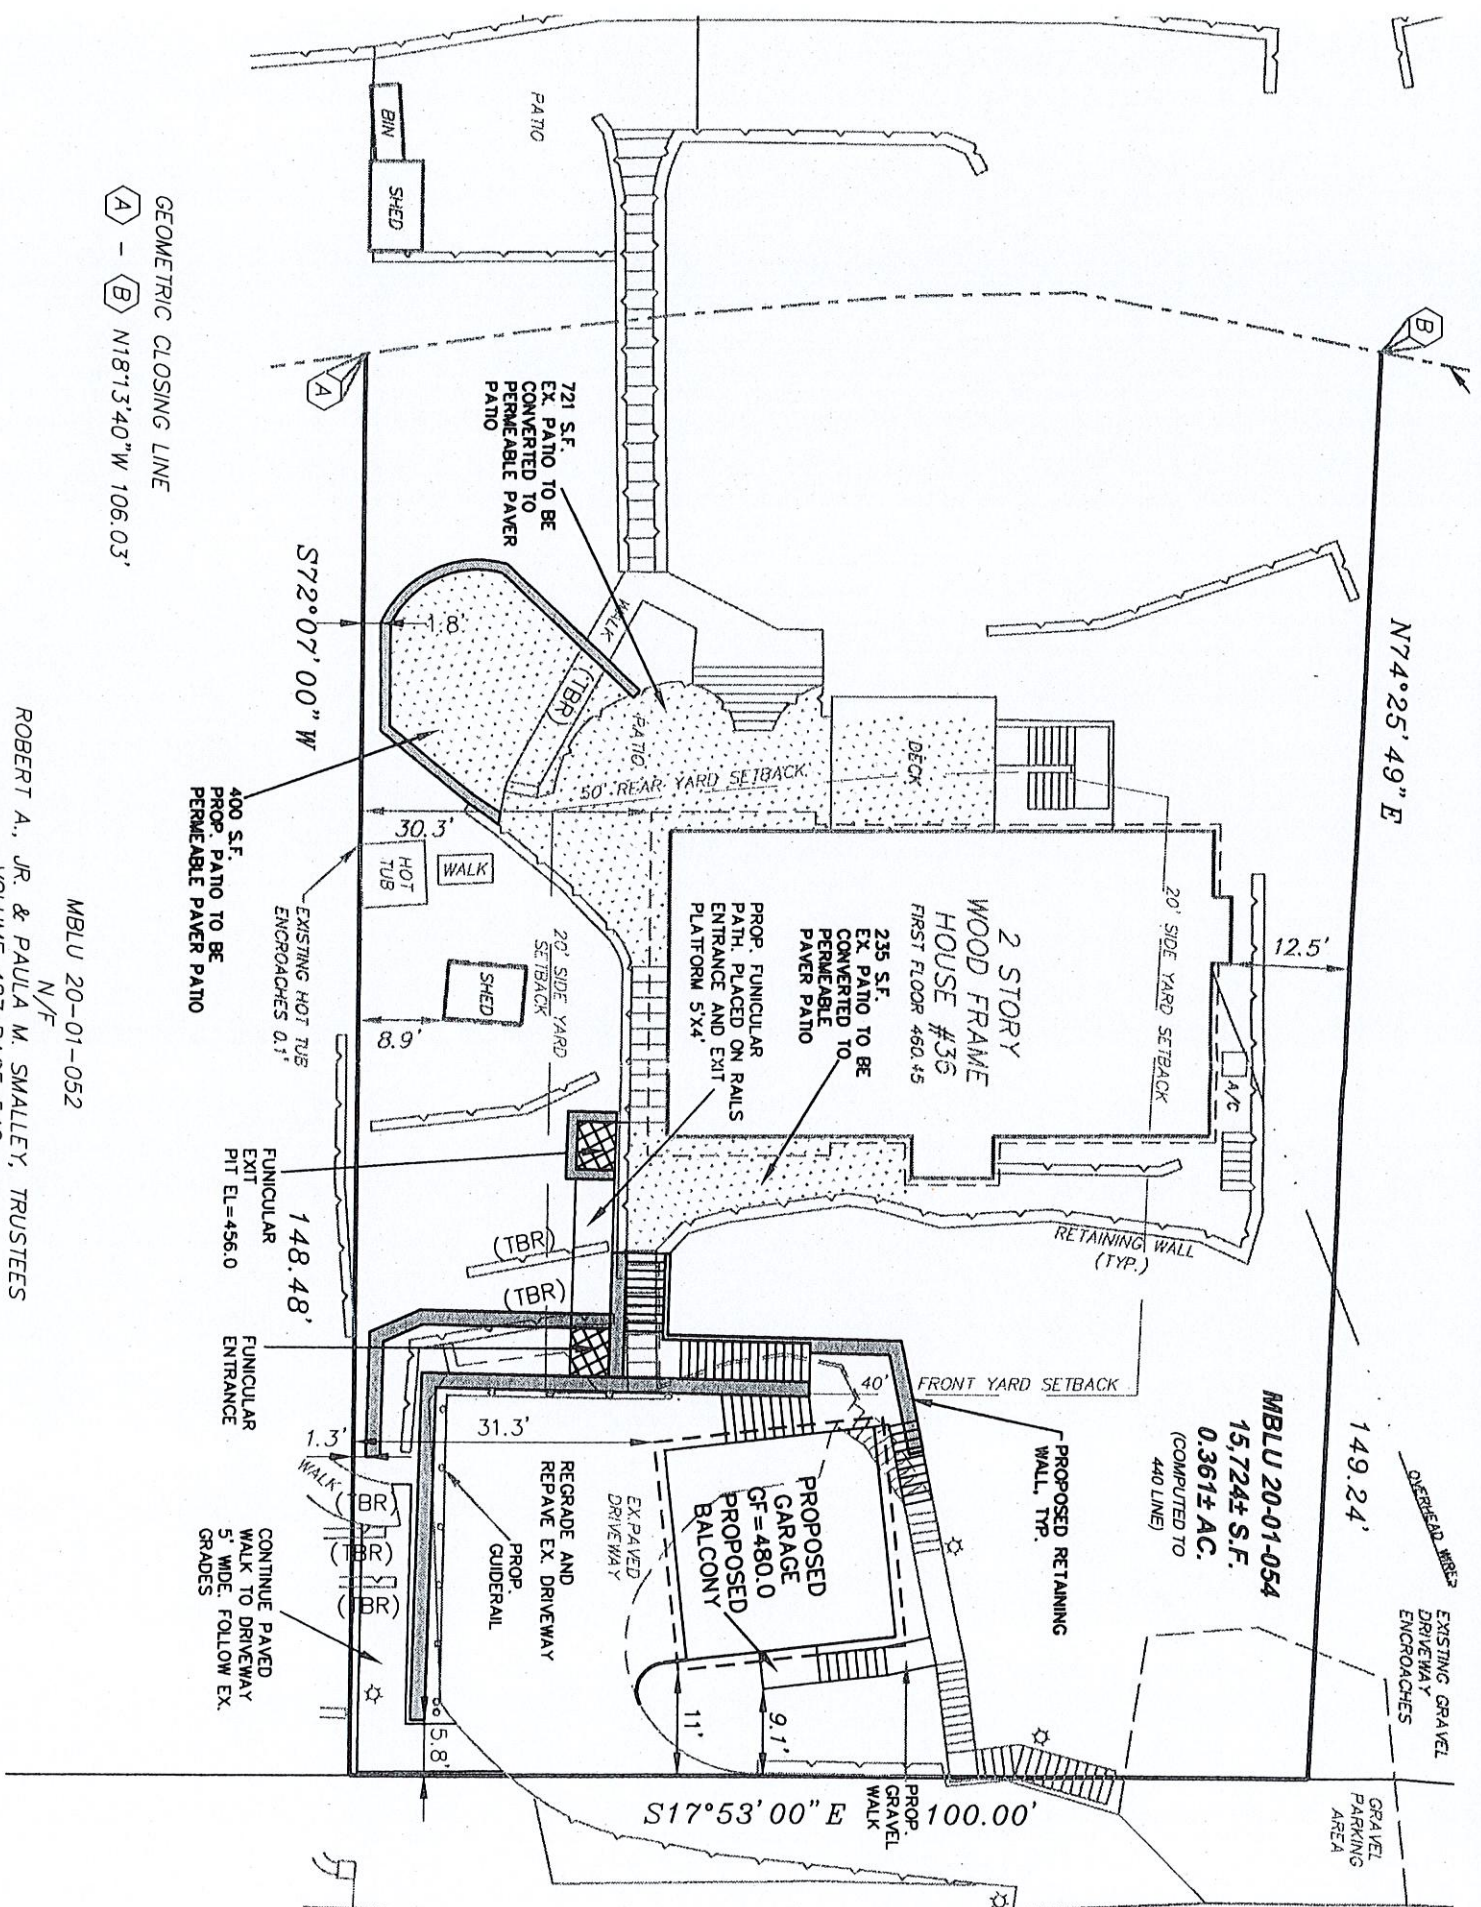 PATIO
BIN
SHED
GEOMETRIC CLOSING LINE
A - B N18°13'40"W 106.03'
A
B
N74°25'49"E
149.24'
721 S.F.
EX. PATIO TO BE
CONVERTED TO
PERMEABLE PAVER
PATIO
S72°07'00"W
148.48'
1.8'
WALK
(TBR)
PATIO
DECK
50' REAR YARD SETBACK
400 S.F.
PROP. PATIO TO BE
PERMEABLE PAVER PATIO
30.3'
HOT
TUB
WALK
EXISTING HOT TUB
ENCROACHES 0.1'
SHED
8.9'
20' SIDE YARD
SETBACK
2 STORY
WOOD FRAME
HOUSE #36
FIRST FLOOR 460.45
20' SIDE YARD SETBACK
12.5'
A/C
235 S.F.
EX. PATIO TO BE
CONVERTED TO
PERMEABLE
PAVER PATIO
PROP. FUNICULAR
PATH. PLACED ON RAILS
ENTRANCE AND EXIT
PLATFORM 5'X4'
MBLU 20-01-052
N/F
ROBERT A., JR. & PAULA M. SMALLEY, TRUSTEES
FUNICULAR
EXIT
PIT EL=456.0
(TBR)
(TBR)
RETAINING WALL
(TYP.)
FUNICULAR
ENTRANCE
40' FRONT YARD SETBACK
PROPOSED RETAINING
WALL, TYP.
MBLU 20-01-054
15,724± S.F.
0.361± AC.
(COMPUTED TO
440 LINE)
OVERHEAD WIRES
31.3'
1.3'
WALK
(TBR)
(TBR)
(TBR)
REGRADE AND
REPAVE EX. DRIVEWAY
PROP.
GUIDERAIL
EX.PAVED
DRIVEWAY
PROPOSED
GARAGE
GF=480.0
PROPOSED
BALCONY
CONTINUE PAVED
WALK TO DRIVEWAY
5' WIDE. FOLLOW EX.
GRADES
5.8'
11'
9.1'
PROP.
GRAVEL
WALK
S17°53'00"E 100.00'
EXISTING GRAVEL
DRIVEWAY
ENCROACHES
GRAVEL
PARKING
AREA